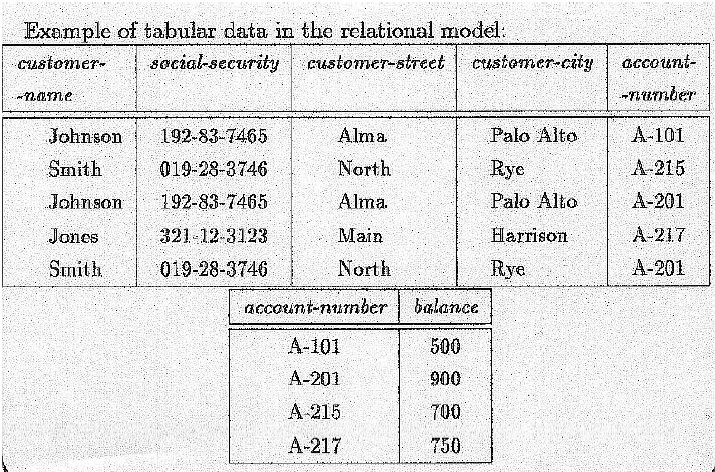 Example of tabular data in the relational model:
customer- social-security customer-street customer-city account-
-name -number
Johnson 192-83-7465 Alma Palo Alto A-101
Smith 019-28-3746 North Rye A-215
Johnson 192-83-7465 Alma Palo Alto A-201
Jones 321-12-3123 Main Harrison A-217
Smith 019-28-3746 North Rye A-201
account-number balance
A-101 500
A-201 900
A-215 700
A-217 750